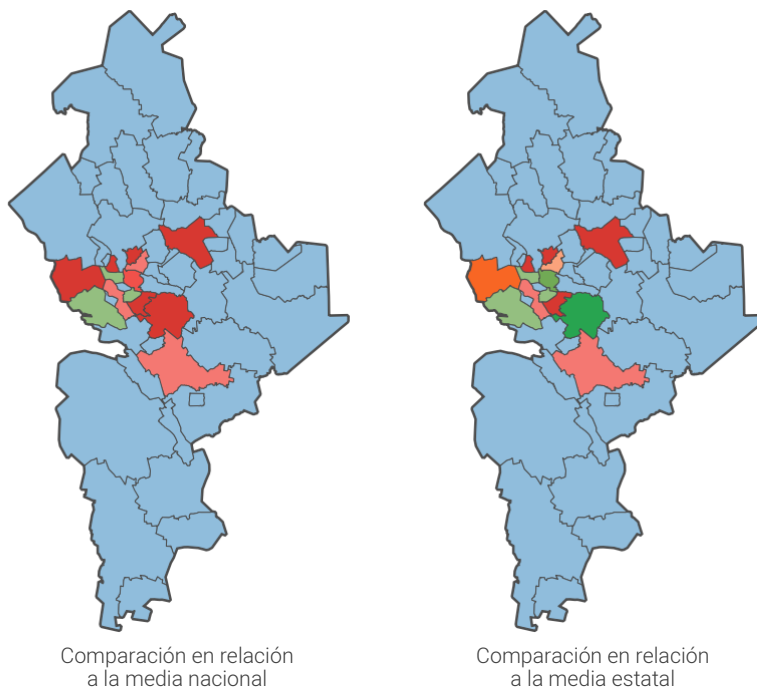 Comparación en relación
a la media nacional
Comparación en relación
a la media estatal